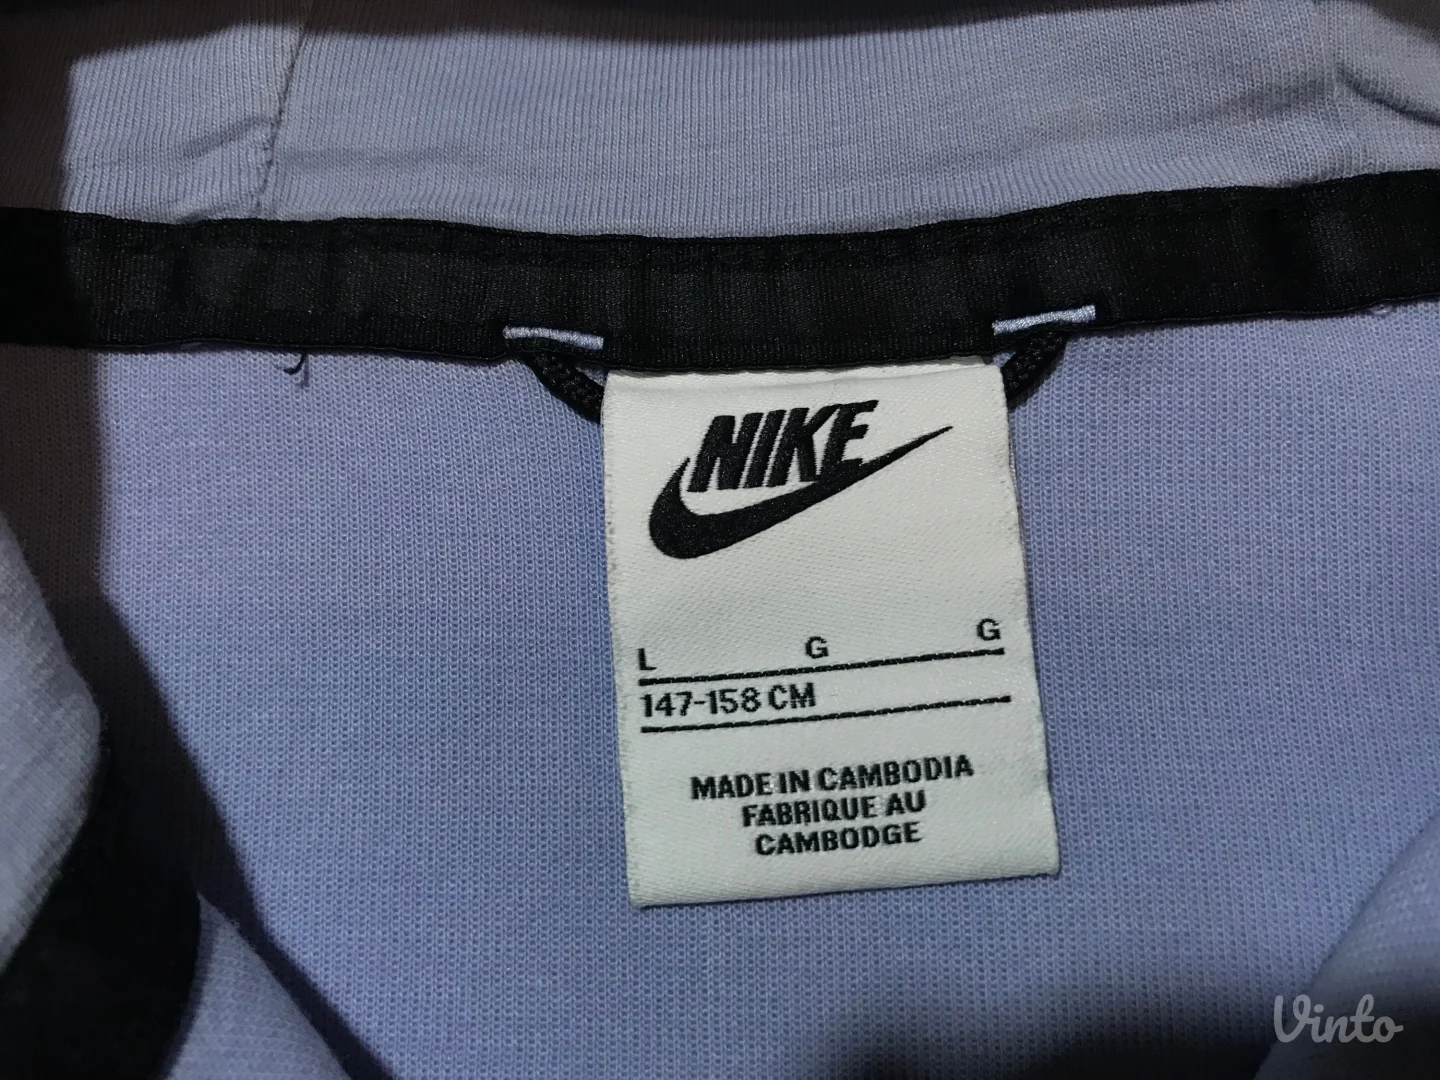 NIKE
L G G
147-158 CM
MADE IN CAMBODIA
FABRIQUE AU
CAMBODGE
Vinto